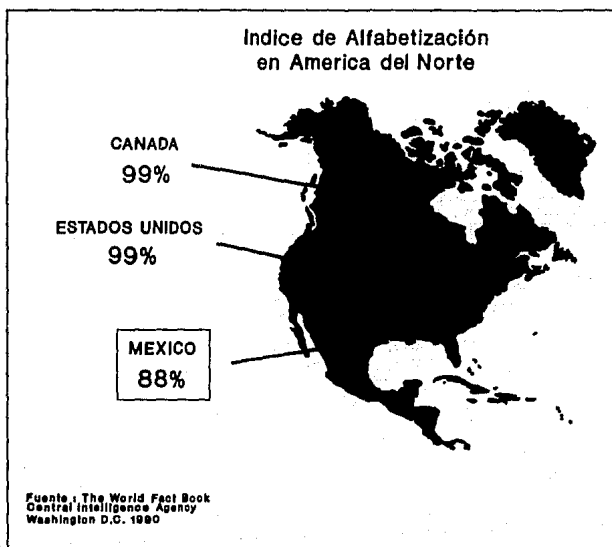 Indice de Alfabetización
en America del Norte
CANADA
99%
ESTADOS UNIDOS
99%
MEXICO
88%
Fuente : The World Fact Book
Central Intelligence Agency
Washington D.C. 1990